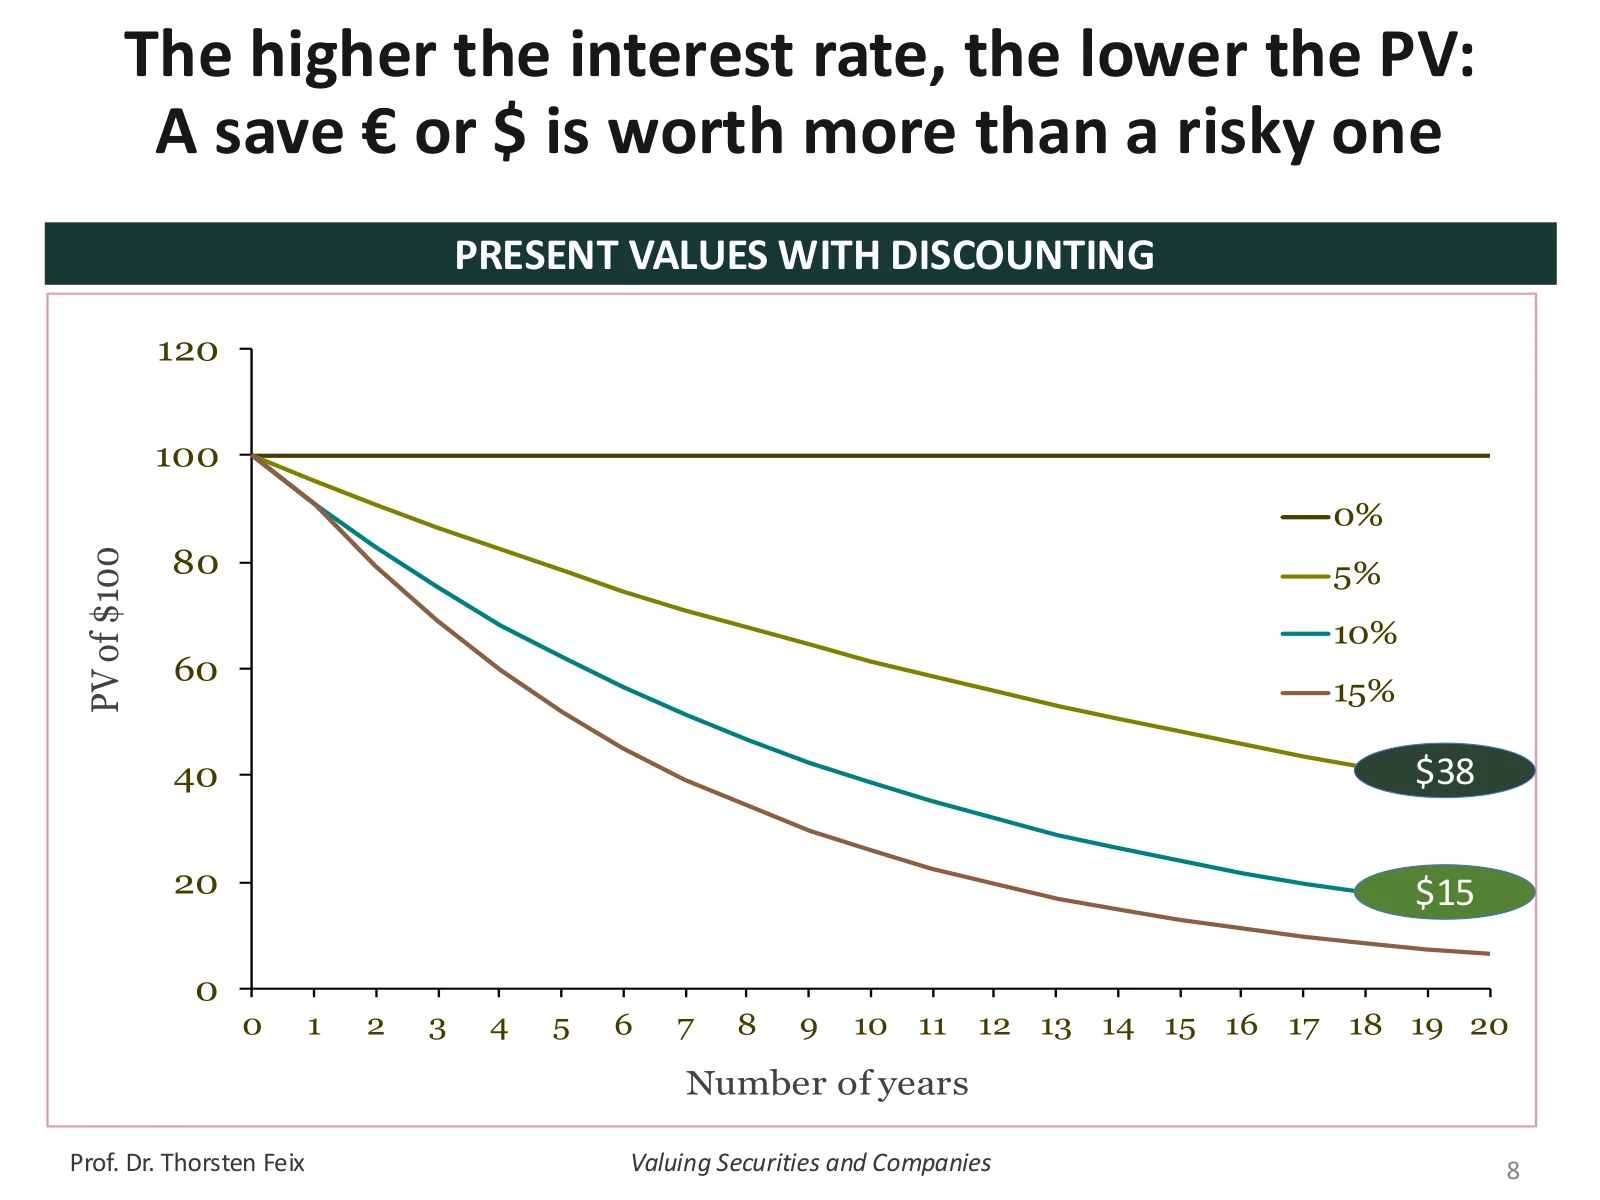 The higher the interest rate, the lower the PV:
A save € or $ is worth more than a risky one
PRESENT VALUES WITH DISCOUNTING
120
100
80
60
40
20
0
PV of $100
0%
5%
10%
15%
$38
$15
0 1 2 3 4 5 6 7 8 9 10 11 12 13 14 15 16 17 18 19 20
Number of years
Prof. Dr. Thorsten Feix
Valuing Securities and Companies
8